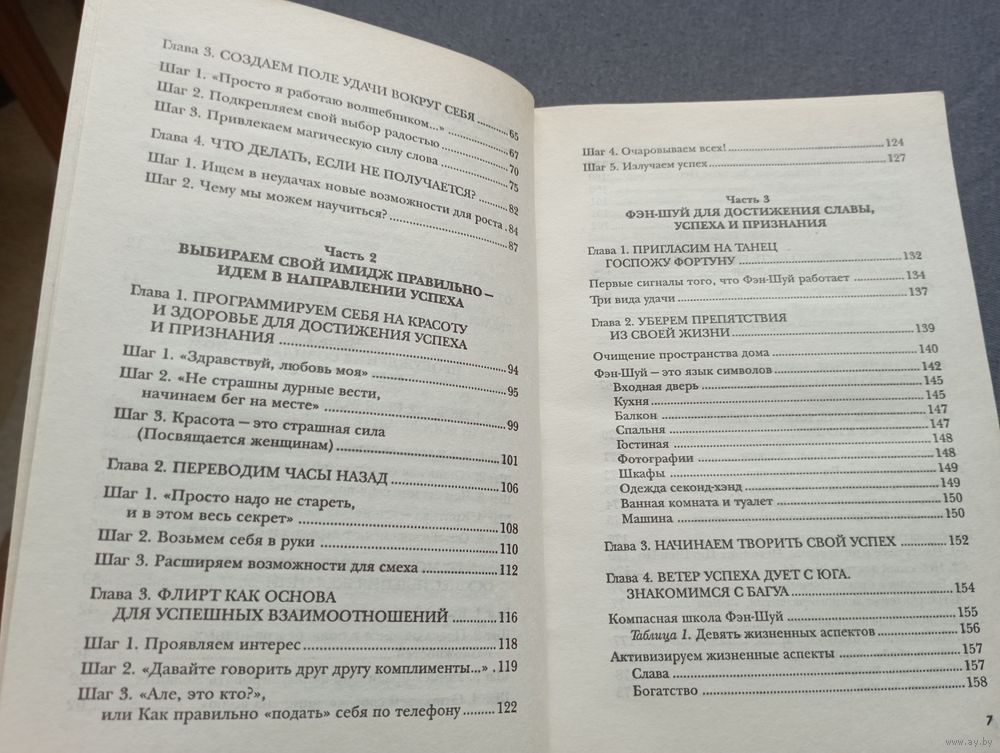 Глава 3. СОЗДАЕМ ПОЛЕ УДАЧИ ВОКРУГ СЕБЯ ........ 65
Шаг 1. «Просто я работаю волшебником...» ........ 67
Шаг 2. Подкрепляем свой выбор радостью ........ 70
Шаг 3. Привлекаем магическую силу слова ........ 75
Глава 4. ЧТО ДЕЛАТЬ, ЕСЛИ НЕ ПОЛУЧАЕТСЯ? ........ 82
Шаг 1. Ищем в неудачах новые возможности для роста . 84
Шаг 2. Чему мы можем научиться? ........ 87
Часть 2
ВЫБИРАЕМ СВОЙ ИМИДЖ ПРАВИЛЬНО —
ИДЕМ В НАПРАВЛЕНИИ УСПЕХА
Глава 1. ПРОГРАММИРУЕМ СЕБЯ НА КРАСОТУ
И ЗДОРОВЬЕ ДЛЯ ДОСТИЖЕНИЯ УСПЕХА
И ПРИЗНАНИЯ ........ 94
Шаг 1. «Здравствуй, любовь моя» ........ 95
Шаг 2. «Не страшны дурные вести,
начинаем бег на месте» ........ 99
Шаг 3. Красота — это страшная сила
(Посвящается женщинам) ........ 101
Глава 2. ПЕРЕВОДИМ ЧАСЫ НАЗАД ........ 106
Шаг 1. «Просто надо не стареть,
и в этом весь секрет» ........ 108
Шаг 2. Возьмем себя в руки ........ 110
Шаг 3. Расширяем возможности для смеха ........ 112
Глава 3. ФЛИРТ КАК ОСНОВА
ДЛЯ УСПЕШНЫХ ВЗАИМООТНОШЕНИЙ ........ 116
Шаг 1. Проявляем интерес ........ 118
Шаг 2. «Давайте говорить друг другу комплименты...» . 119
Шаг 3. «Але, это кто?»,
или Как правильно «подать» себя по телефону ........ 122
Шаг 4. Очаровываем всех! ........ 124
Шаг 5. Излучаем успех ........ 127
Часть 3
ФЭН-ШУЙ ДЛЯ ДОСТИЖЕНИЯ СЛАВЫ,
УСПЕХА И ПРИЗНАНИЯ
Глава 1. ПРИГЛАСИМ НА ТАНЕЦ
ГОСПОЖУ ФОРТУНУ ........ 132
Первые сигналы того, что Фэн-Шуй работает ........ 134
Три вида удачи ........ 137
Глава 2. УБЕРЕМ ПРЕПЯТСТВИЯ
ИЗ СВОЕЙ ЖИЗНИ ........ 139
Очищение пространства дома ........ 140
Фэн-Шуй — это язык символов ........ 142
Входная дверь ........ 145
Кухня ........ 145
Балкон ........ 147
Спальня ........ 147
Гостиная ........ 148
Фотографии ........ 148
Шкафы ........ 149
Одежда секонд-хэнд ........ 149
Ванная комната и туалет ........ 150
Машина ........ 150
Глава 3. НАЧИНАЕМ ТВОРИТЬ СВОЙ УСПЕХ ........ 152
Глава 4. ВЕТЕР УСПЕХА ДУЕТ С ЮГА.
ЗНАКОМИМСЯ С БАГУА ........ 154
Компасная школа Фэн-Шуй ........ 155
Таблица 1. Девять жизненных аспектов ........ 156
Активизируем жизненные аспекты ........ 157
Слава ........ 157
Богатство ........ 158
7
www.ay.by